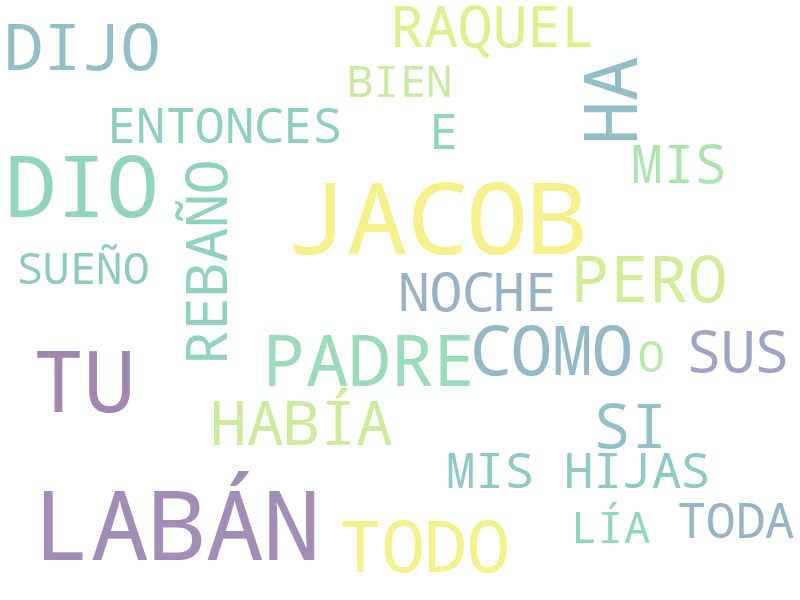 DIJO
RAQUEL
BIEN
HA
ENTONCES
E
MIS
DIO
REBAÑO
JACOB
SUEÑO
NOCHE
PERO
TU
PADRE
COMO
O
SUS
HABÍA
SI
MIS HIJAS
LABÁN
TODO
LÍA
TODA